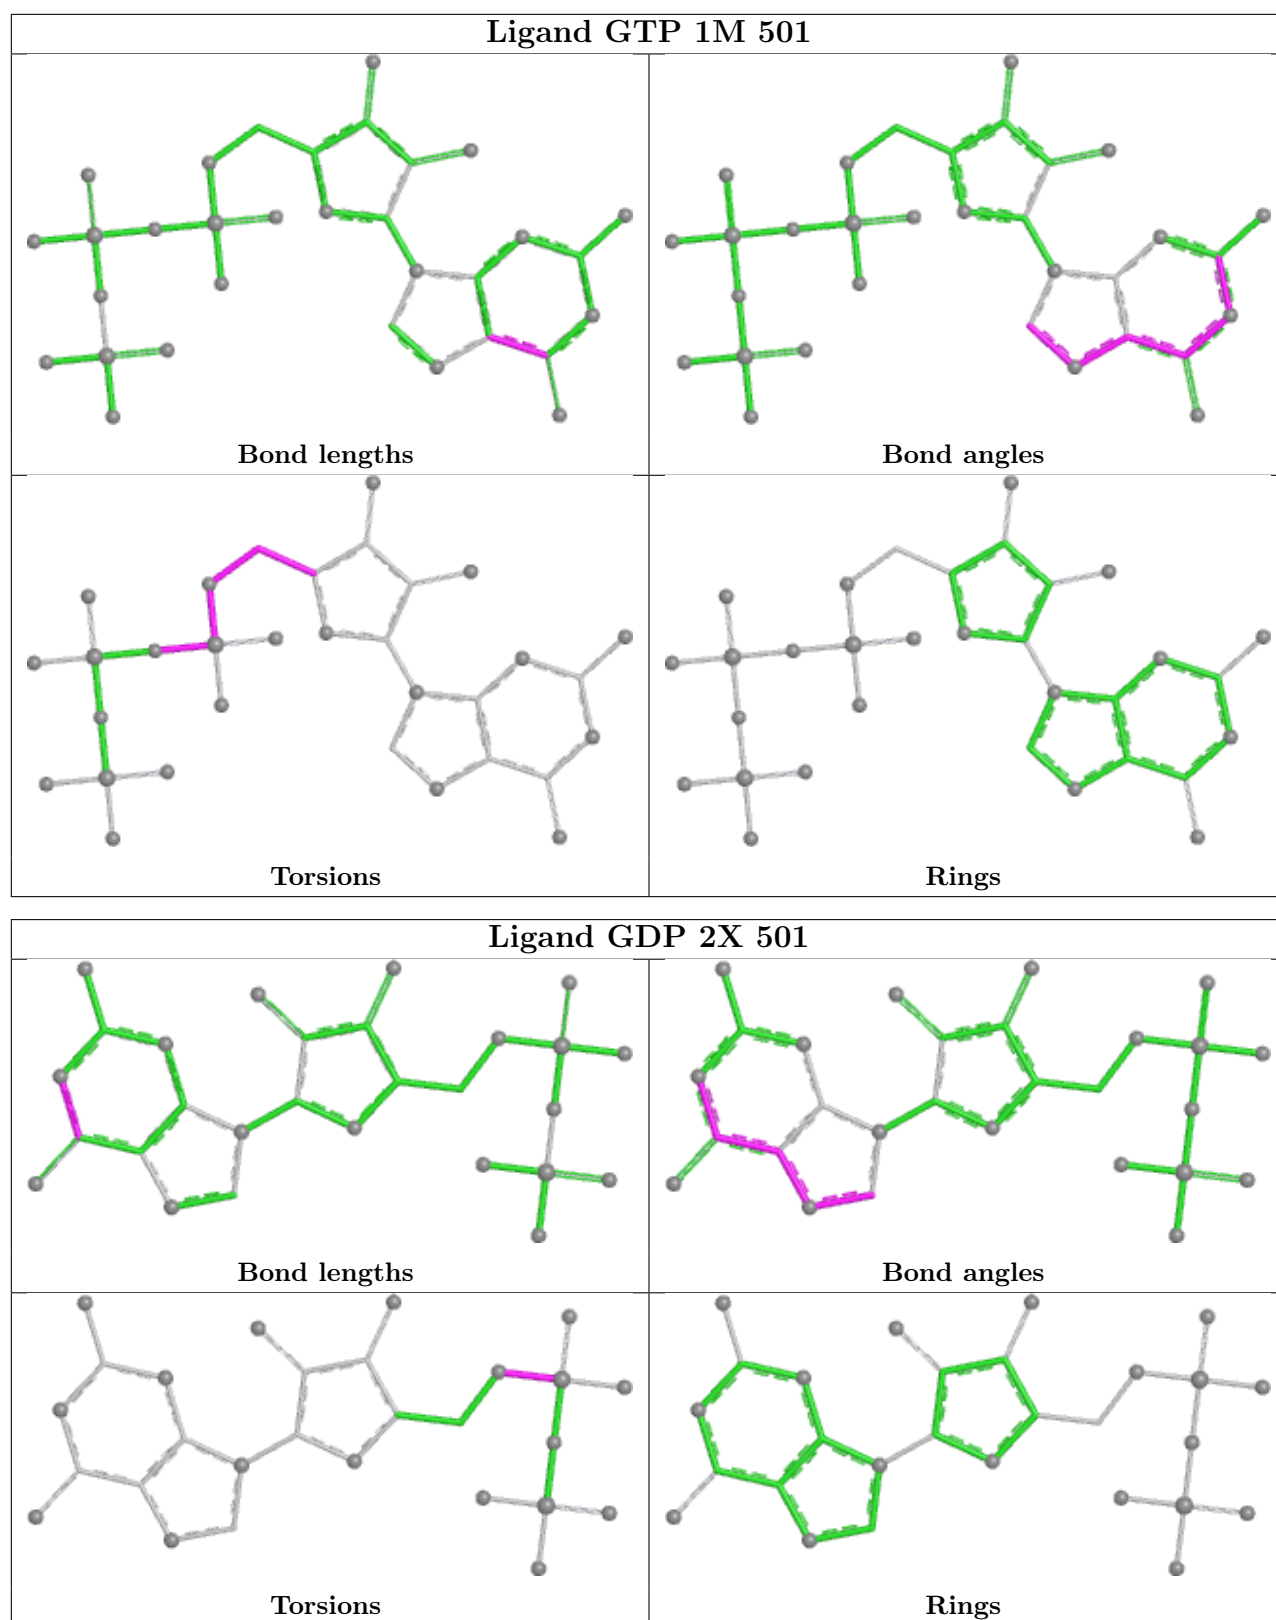 Ligand GTP 1M 501
Bond lengths
Bond angles
Torsions
Rings
Ligand GDP 2X 501
Bond lengths
Bond angles
Torsions
Rings